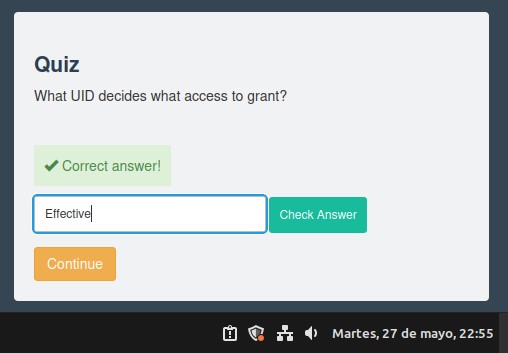 Quiz
What UID decides what access to grant?
Correct answer!
Effective
Check Answer
Continue
Martes, 27 de mayo, 22:55